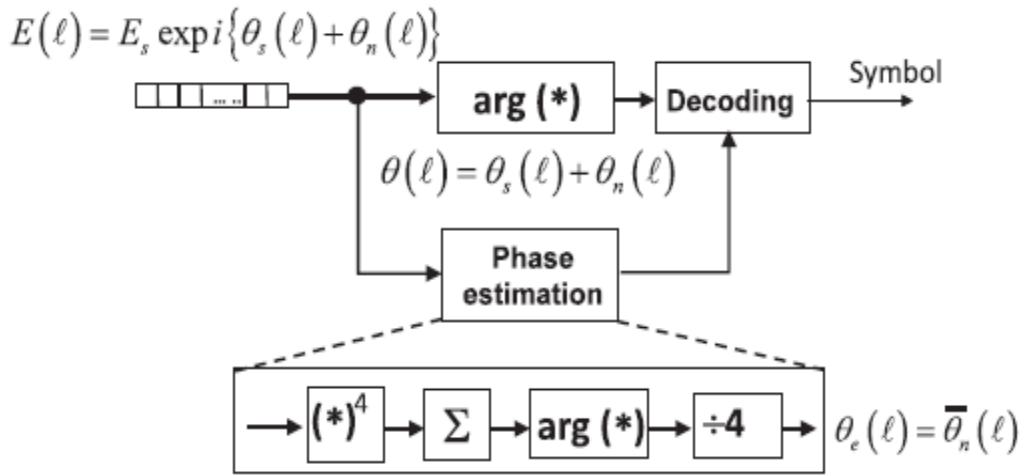 E(ℓ) = E_s exp i{θ_s(ℓ)+θ_n(ℓ)}
... ..
arg (*)
Decoding
Symbol
θ(ℓ) = θ_s(ℓ)+θ_n(ℓ)
Phase
estimation
(*)⁴
Σ
arg (*)
÷4
θ_e(ℓ) = θ̅_n(ℓ)